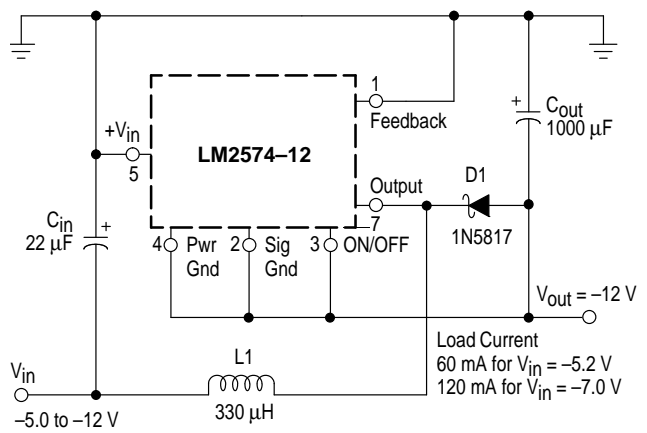 1
Feedback
Cout
1000 µF
+
+Vin
5
LM2574–12
D1
Output
7
1N5817
Cin
22 µF
+
4 Pwr Gnd
2 Sig Gnd
3 ON/OFF
Vout = –12 V
Load Current
60 mA for Vin = –5.2 V
120 mA for Vin = –7.0 V
L1
330 µH
Vin
–5.0 to –12 V